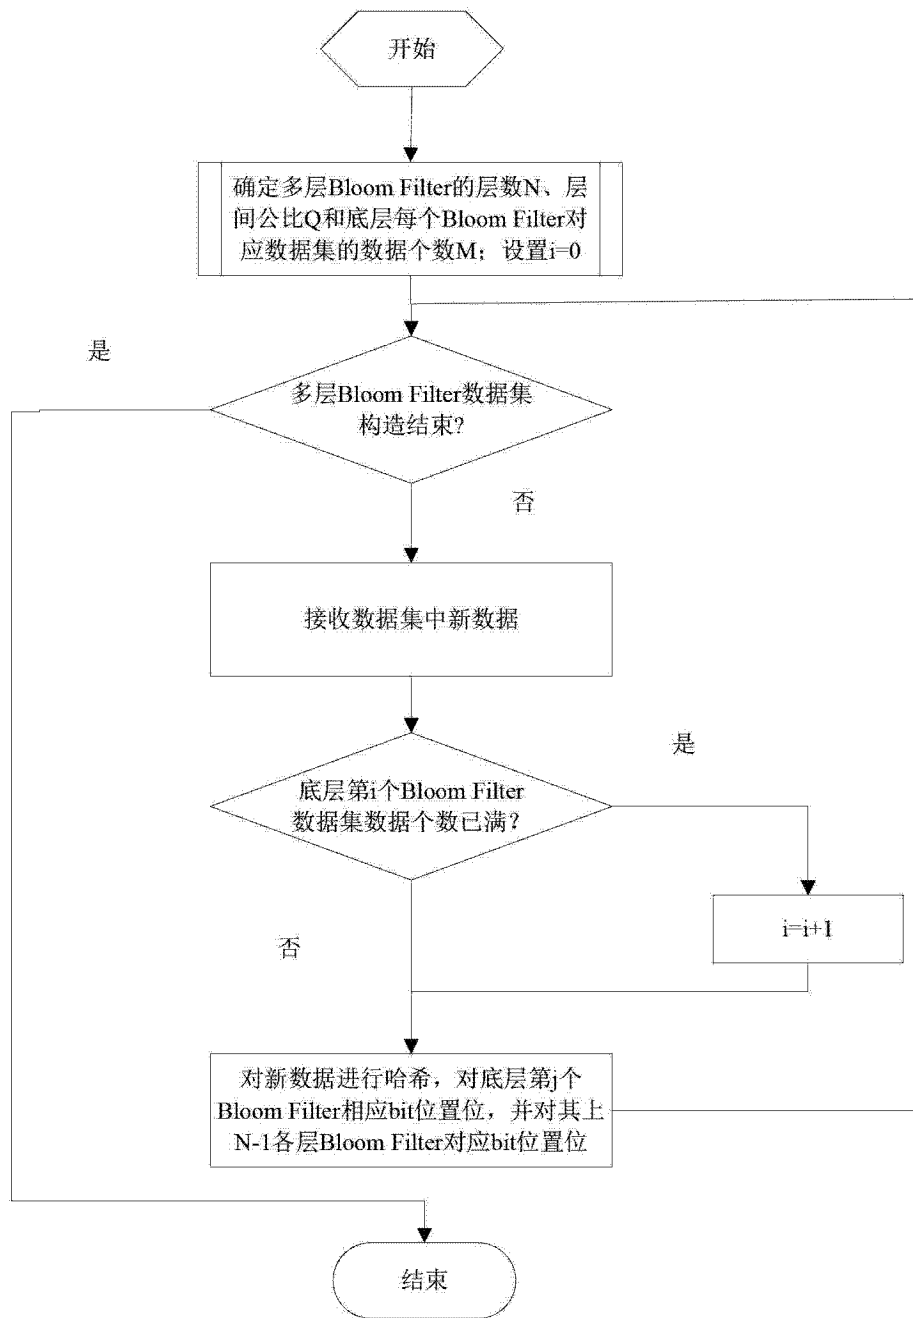 开始
确定多层Bloom Filter的层数N、层
间公比Q和底层每个Bloom Filter对
应数据集的数据个数M；设置i=0
是
多层Bloom Filter数据集
构造结束?
否
接收数据集中新数据
是
底层第i个Bloom Filter
数据集数据个数已满？
i=i+1
否
对新数据进行哈希，对底层第j个
Bloom Filter相应bit位置位，并对其上
N-1各层Bloom Filter对应bit位置位
结束